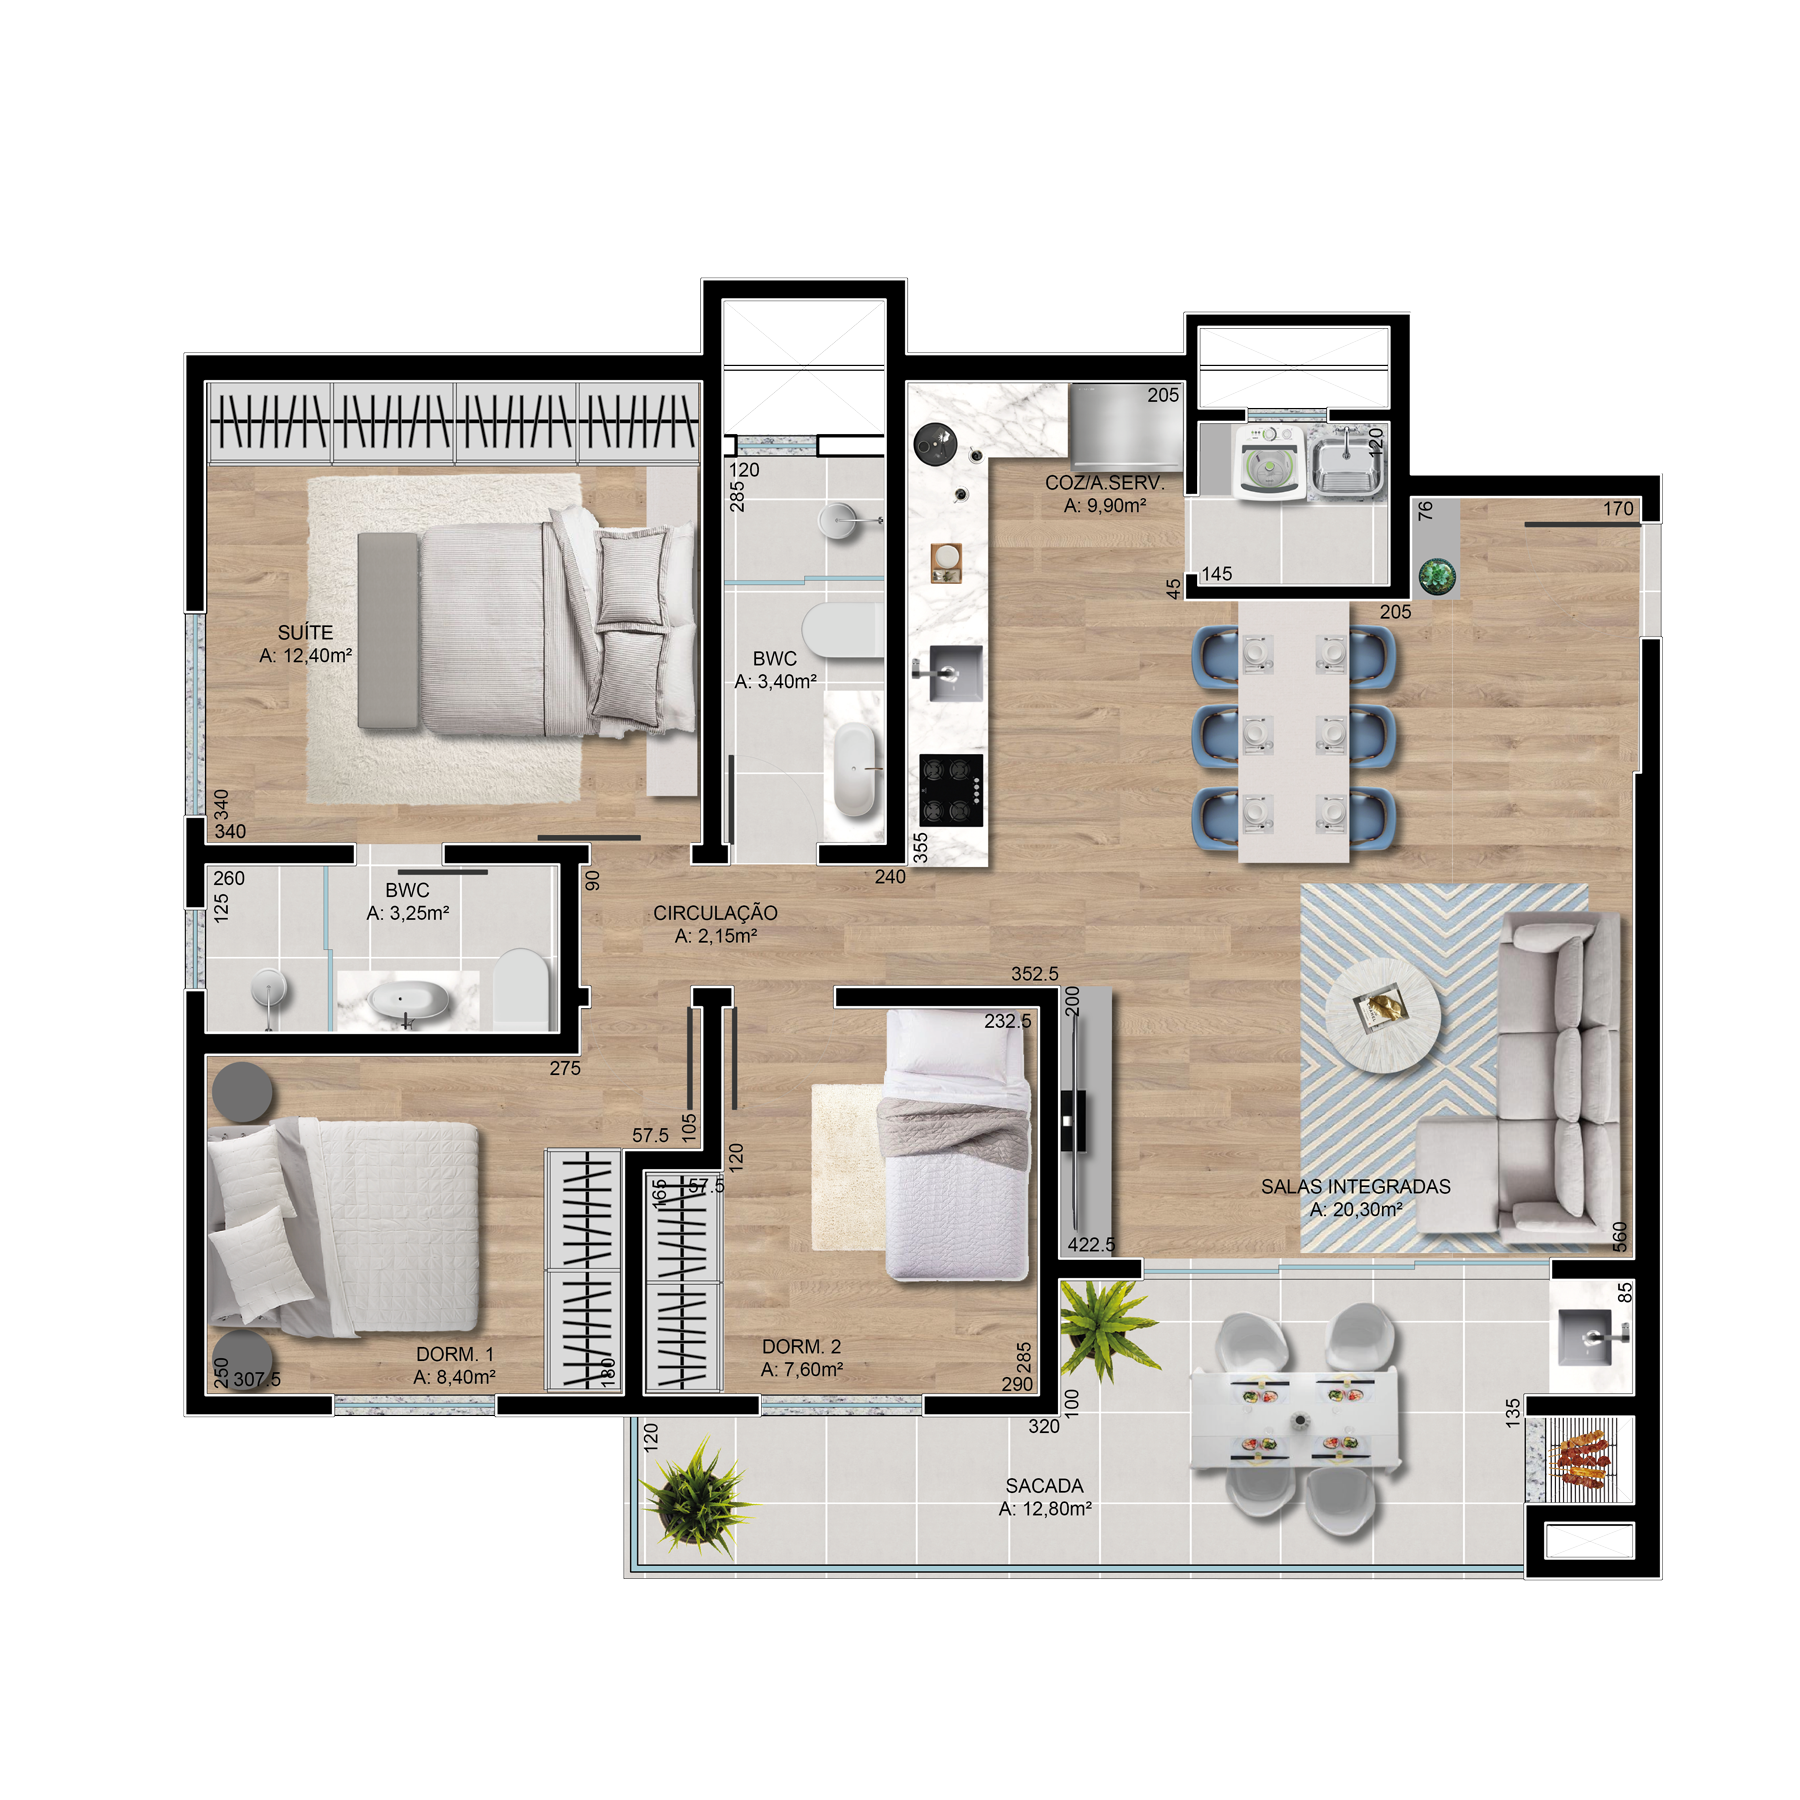 205
120
COZ/A.SERV.
A: 9,90m²
120
285
76
170
145
45
205
SUÍTE
A: 12,40m²
BWC
A: 3,40m²
340
340
355
260
125
BWC
A: 3,25m²
90
240
CIRCULAÇÃO
A: 2,15m²
352.5
200
232.5
275
57.5
105
120
165
57.5
SALAS INTEGRADAS
A: 20,30m²
560
422.5
85
DORM. 1
A: 8,40m²
250
307.5
180
DORM. 2
A: 7,60m²
285
290
100
320
120
135
SACADA
A: 12,80m²